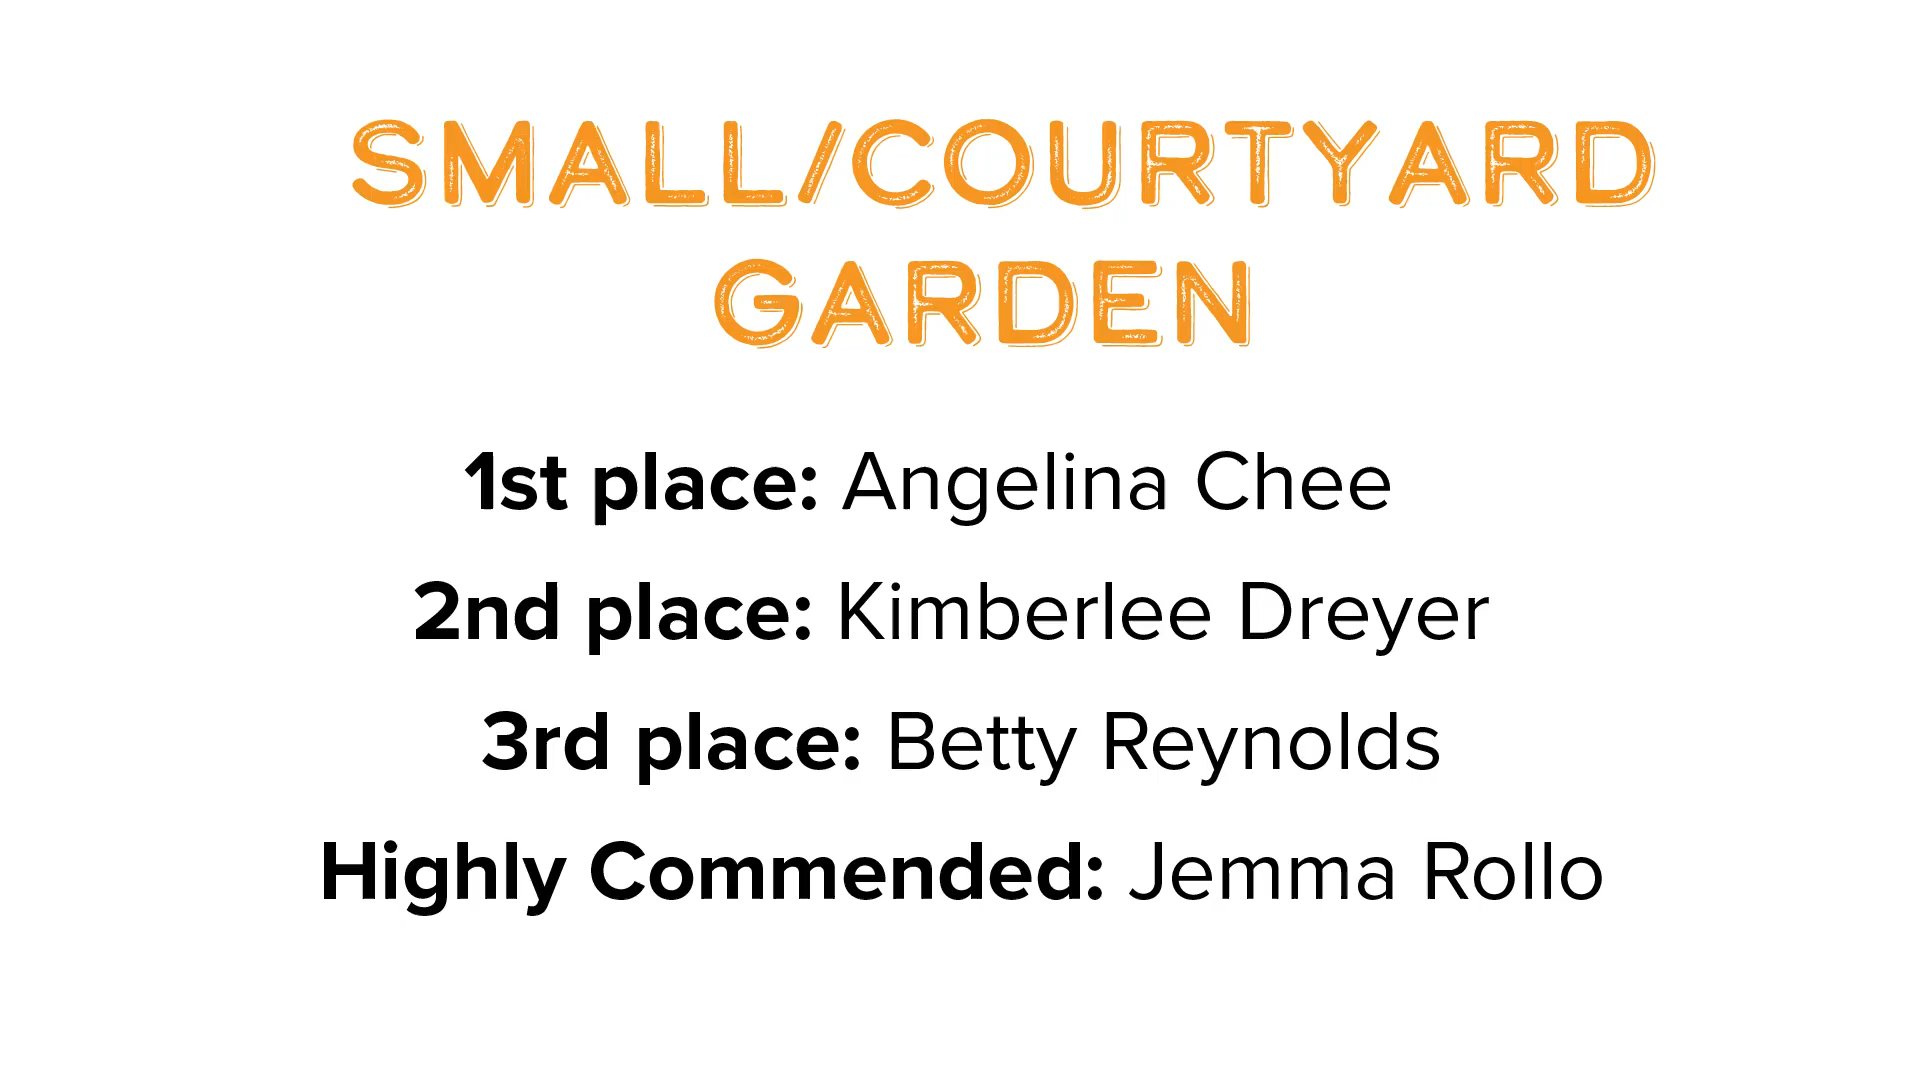 SMALL/COURTYARD
GARDEN
1st place: Angelina Chee
2nd place: Kimberlee Dreyer
3rd place: Betty Reynolds
Highly Commended: Jemma Rollo